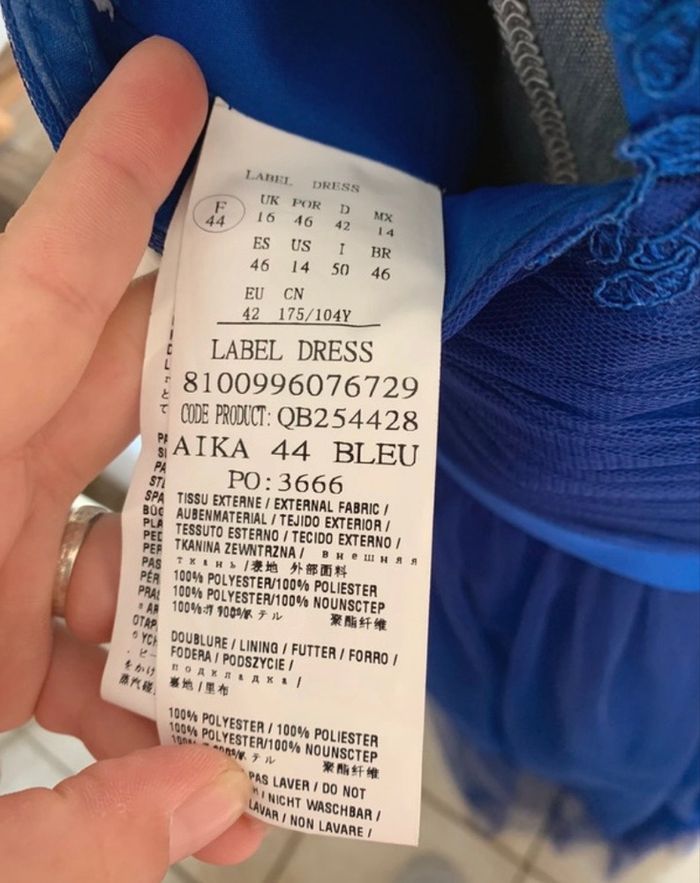 LABEL DRESS
F UK POR D MX
44 16 46 42 14
ES US I BR
46 14 50 46
EU CN
42 175/104Y
LABEL DRESS
8100996076729
CODE PRODUCT: QB254428
AIKA 44 BLEU
PO:3666
TISSU EXTERNE / EXTERNAL FABRIC /
AUBENMATERIAL / TEJIDO EXTERIOR /
TESSUTO ESTERNO / TECIDO EXTERNO /
TKANINA ZEWNTRZNA / внешняя
ткань /表地 外部面料
100% POLYESTER/100% POLIESTER
100% POLYESTER/100% NOUNSCTEP
聚酯纤维
DOUBLURE / LINING / FUTTER / FORRO /
FODERA / PODSZYCIE /
подкладка /
裏地/里布
100% POLYESTER / 100% POLIESTER
100% POLYESTER/100% NOUNSCTEP
聚酯纤维
PAS LAVER / DO NOT
/ NICHT WASCHBAR /
LAVAR / NON LAVARE /